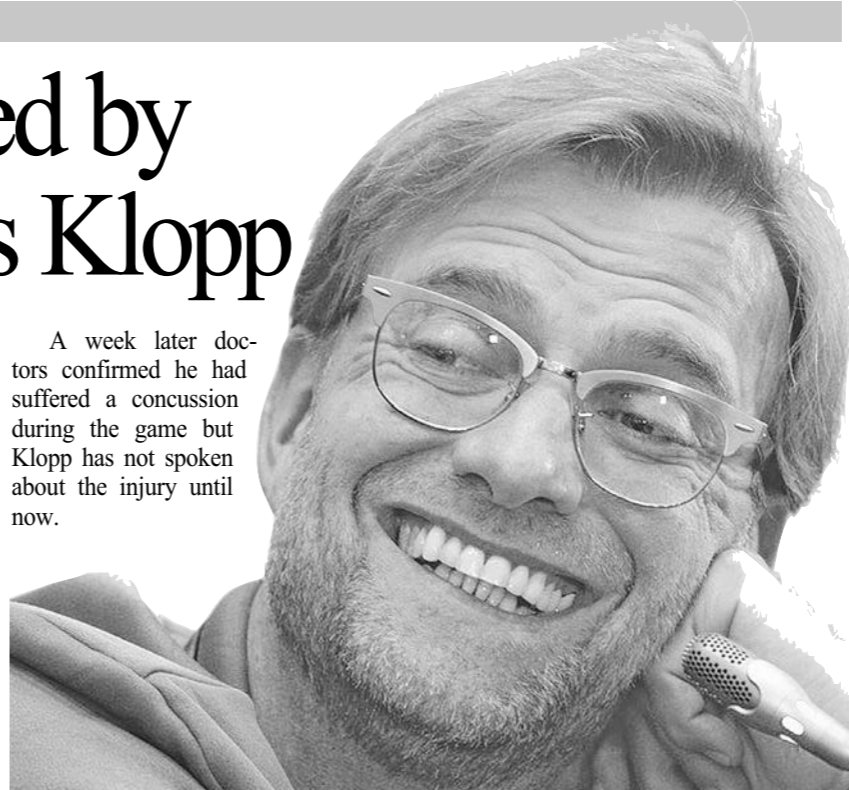 ed by
s Klopp
A week later doc-
tors confirmed he had
suffered a concussion
during the game but
Klopp has not spoken
about the injury until
now.